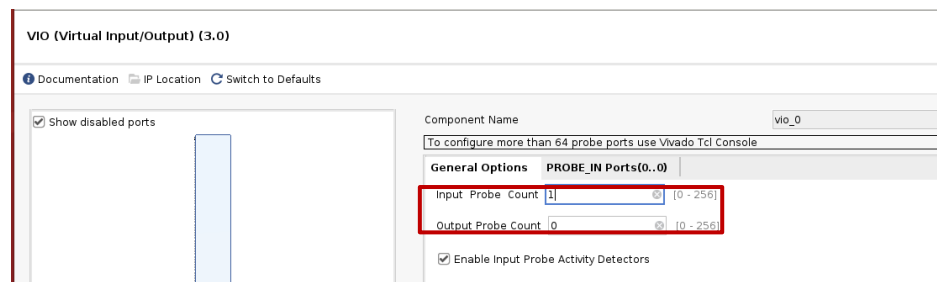 VIO (Virtual Input/Output) (3.0)
Documentation IP Location Switch to Defaults
Show disabled ports
Component Name vio_0
To configure more than 64 probe ports use Vivado Tcl Console
General Options PROBE_IN Ports(0..0)
Input Probe Count 1 [0 - 256]
Output Probe Count 0 [0 - 256]
Enable Input Probe Activity Detectors